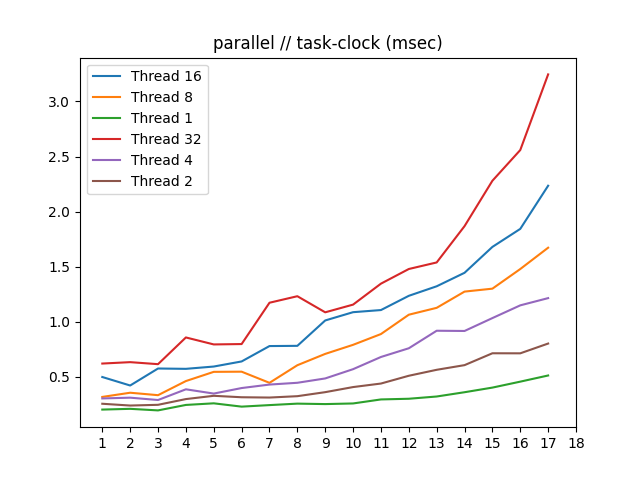 parallel // task-clock (msec)
Thread 16
Thread 8
Thread 1
Thread 32
Thread 4
Thread 2
3.0
2.5
2.0
1.5
1.0
0.5
1 2 3 4 5 6 7 8 9 10 11 12 13 14 15 16 17 18